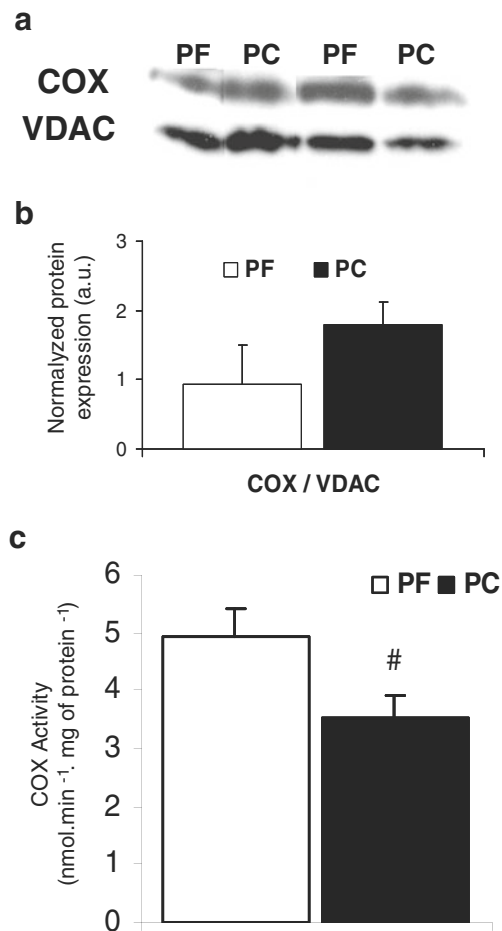 a
PF PC PF PC
COX
VDAC
b
Normalyzed protein
expression (a.u.)
3
2
1
0
PF PC
COX / VDAC
c
COX Activity
(nmol.min ⁻¹. mg of protein ⁻¹)
6
5
4
3
2
1
0
PF PC
#